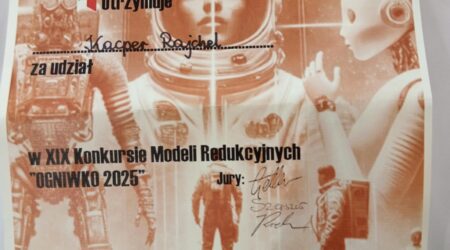 otrzymuje
Kacper Rajchel
za udział
w XIX Konkursie Modeli Redukcyjnych
"OGNIWKO 2025"
Jury: